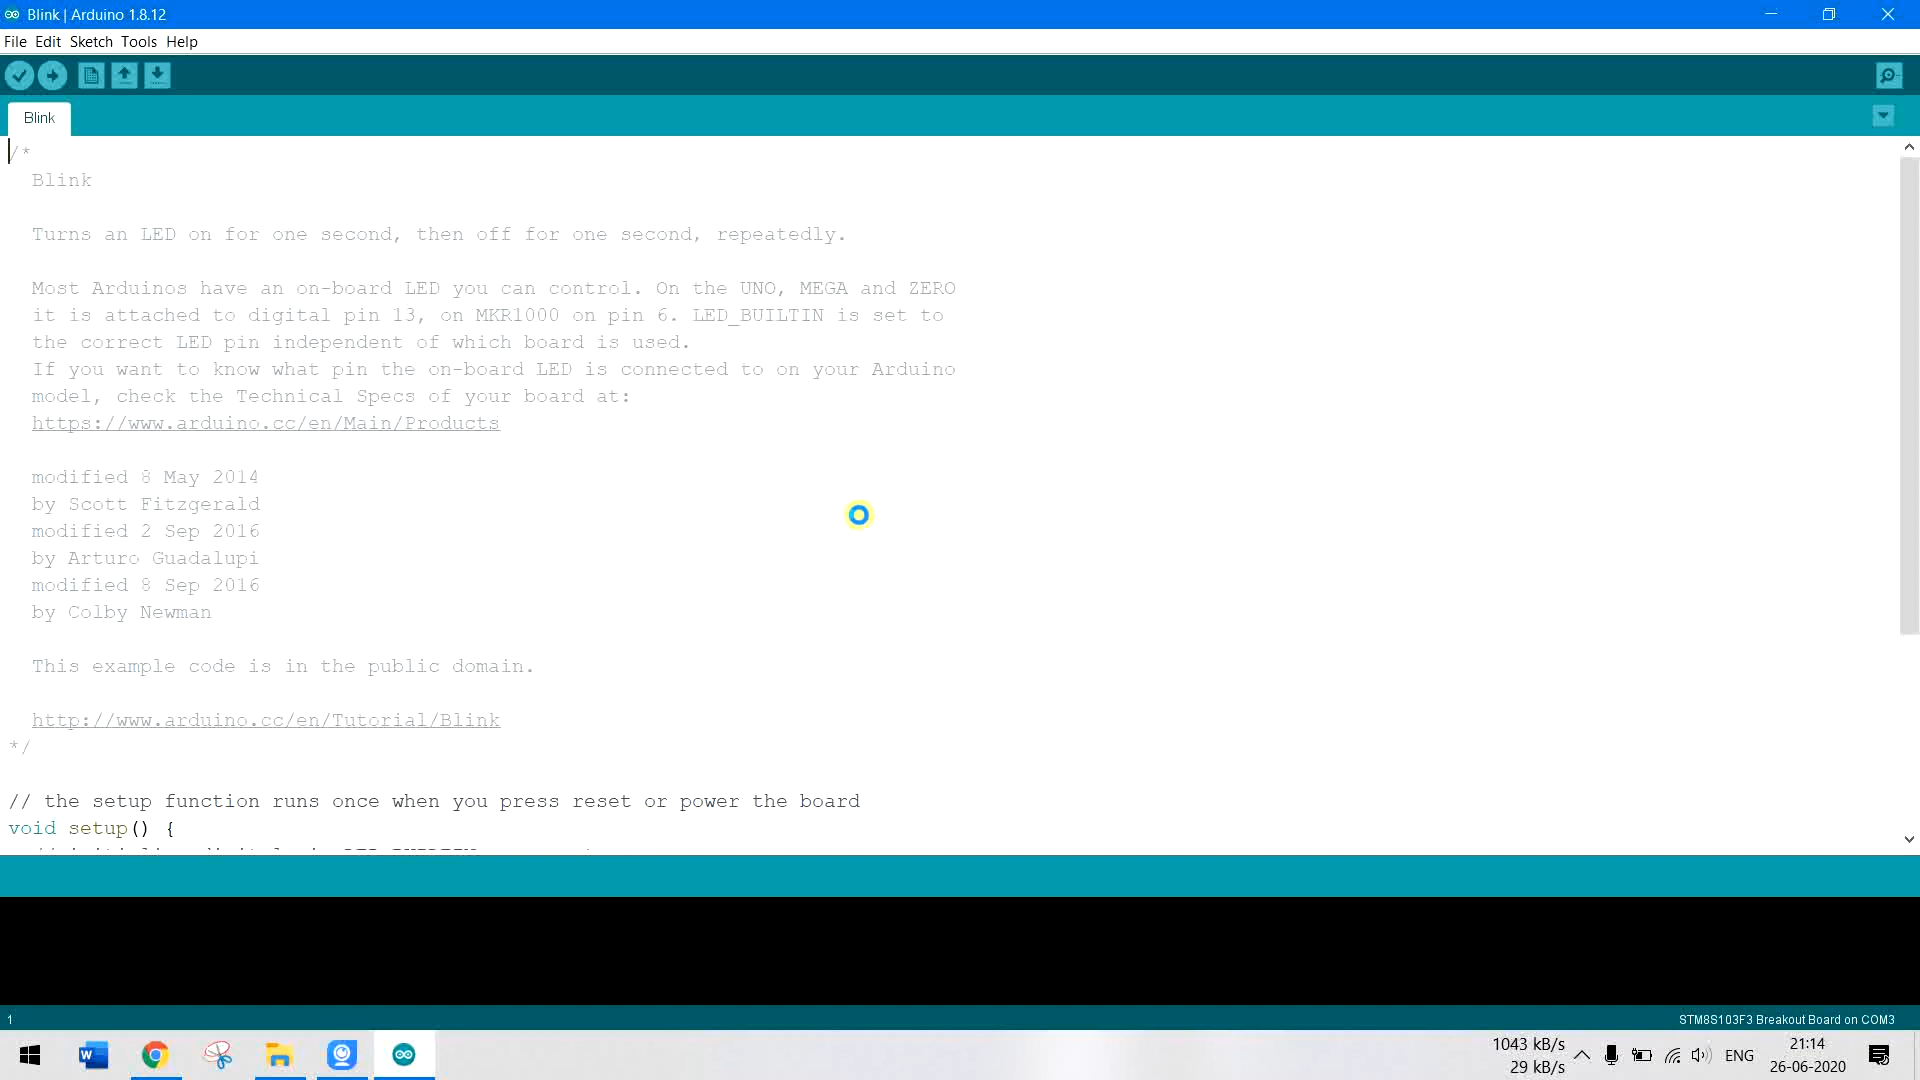 Blink | Arduino 1.8.12
File Edit Sketch Tools Help
Blink
/*
Blink
Turns an LED on for one second, then off for one second, repeatedly.
Most Arduinos have an on-board LED you can control. On the UNO, MEGA and ZERO
it is attached to digital pin 13, on MKR1000 on pin 6. LED_BUILTIN is set to
the correct LED pin independent of which board is used.
If you want to know what pin the on-board LED is connected to on your Arduino
model, check the Technical Specs of your board at:
https://www.arduino.cc/en/Main/Products
modified 8 May 2014
by Scott Fitzgerald
modified 2 Sep 2016
by Arturo Guadalupi
modified 8 Sep 2016
by Colby Newman
This example code is in the public domain.
http://www.arduino.cc/en/Tutorial/Blink
*/
// the setup function runs once when you press reset or power the board
void setup() {
1
STM8S103F3 Breakout Board on COM3
1043 kB/s
29 kB/s
ENG
21:14
26-06-2020